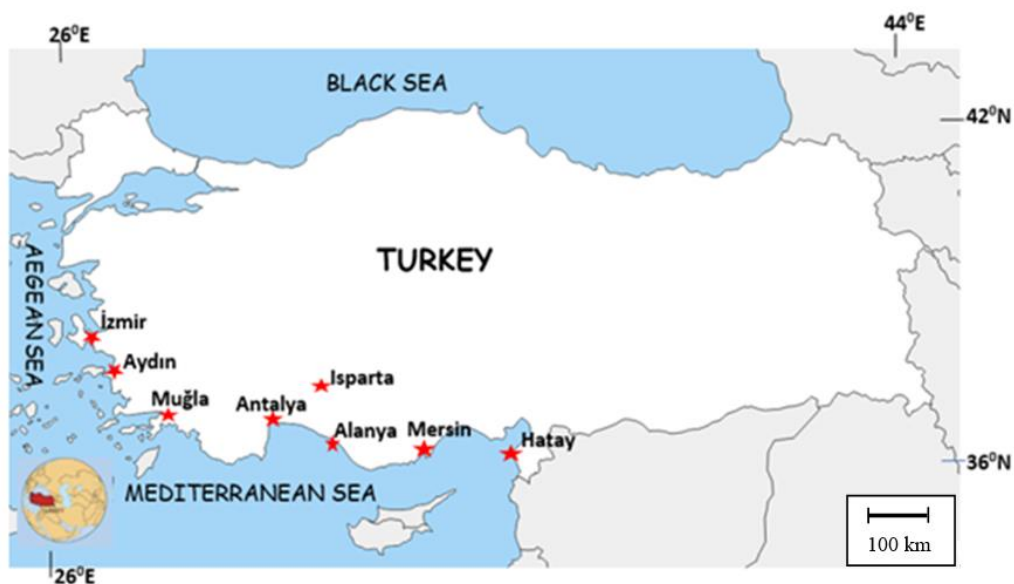 26⁰E
44⁰E
BLACK SEA
42⁰N
TURKEY
AEGEAN SEA
İzmir
Aydın
Isparta
Muğla
Antalya
Alanya
Mersin
Hatay
36⁰N
MEDITERRANEAN SEA
100 km
26⁰E